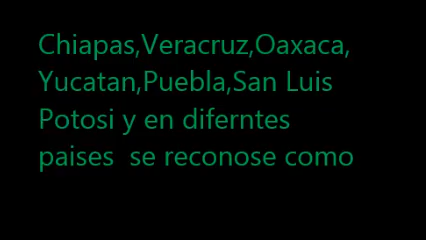 Chiapas,Veracruz,Oaxaca,
Yucatan,Puebla,San Luis
Potosi y en diferntes
paises  se reconose como